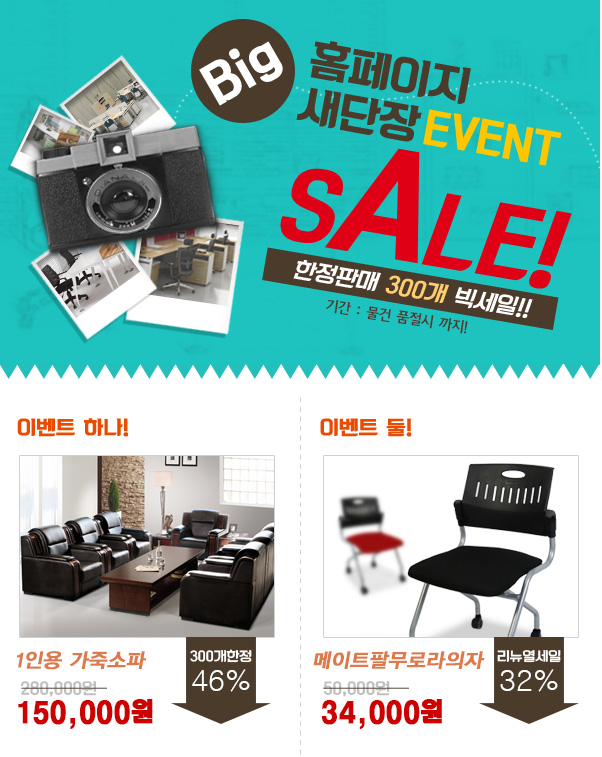 Big
홈페이지
새단장 EVENT
SALE!
한정판매 300개 빅세일!!
기간 : 물건 품절시 까지!
DIANA
이벤트 하나!
이벤트 둘!
1인용 가죽소파
300개한정
46%
280,000원
150,000원
메이트팔무로라의자
리뉴열세일
32%
50,000원
34,000원